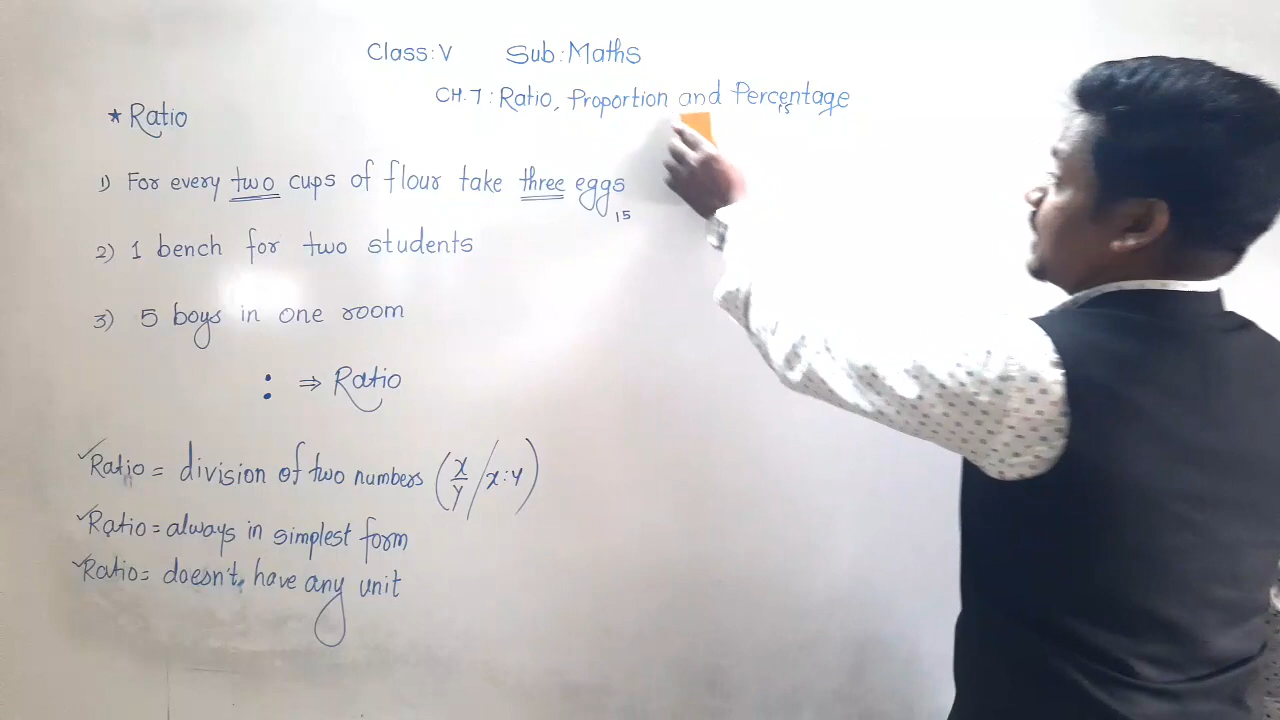 Class: V Sub: Maths
CH. 7: Ratio, Proportion and Percentage
15
★ Ratio
1) For every two cups of flour take three eggs
15
2) 1 bench for two students
3) 5 boys in one room
: ⇒ Ratio
✓Ratio = division of two numbers (x/y / x:y)
✓Ratio = always in simplest form
✓Ratio = doesn't have any unit